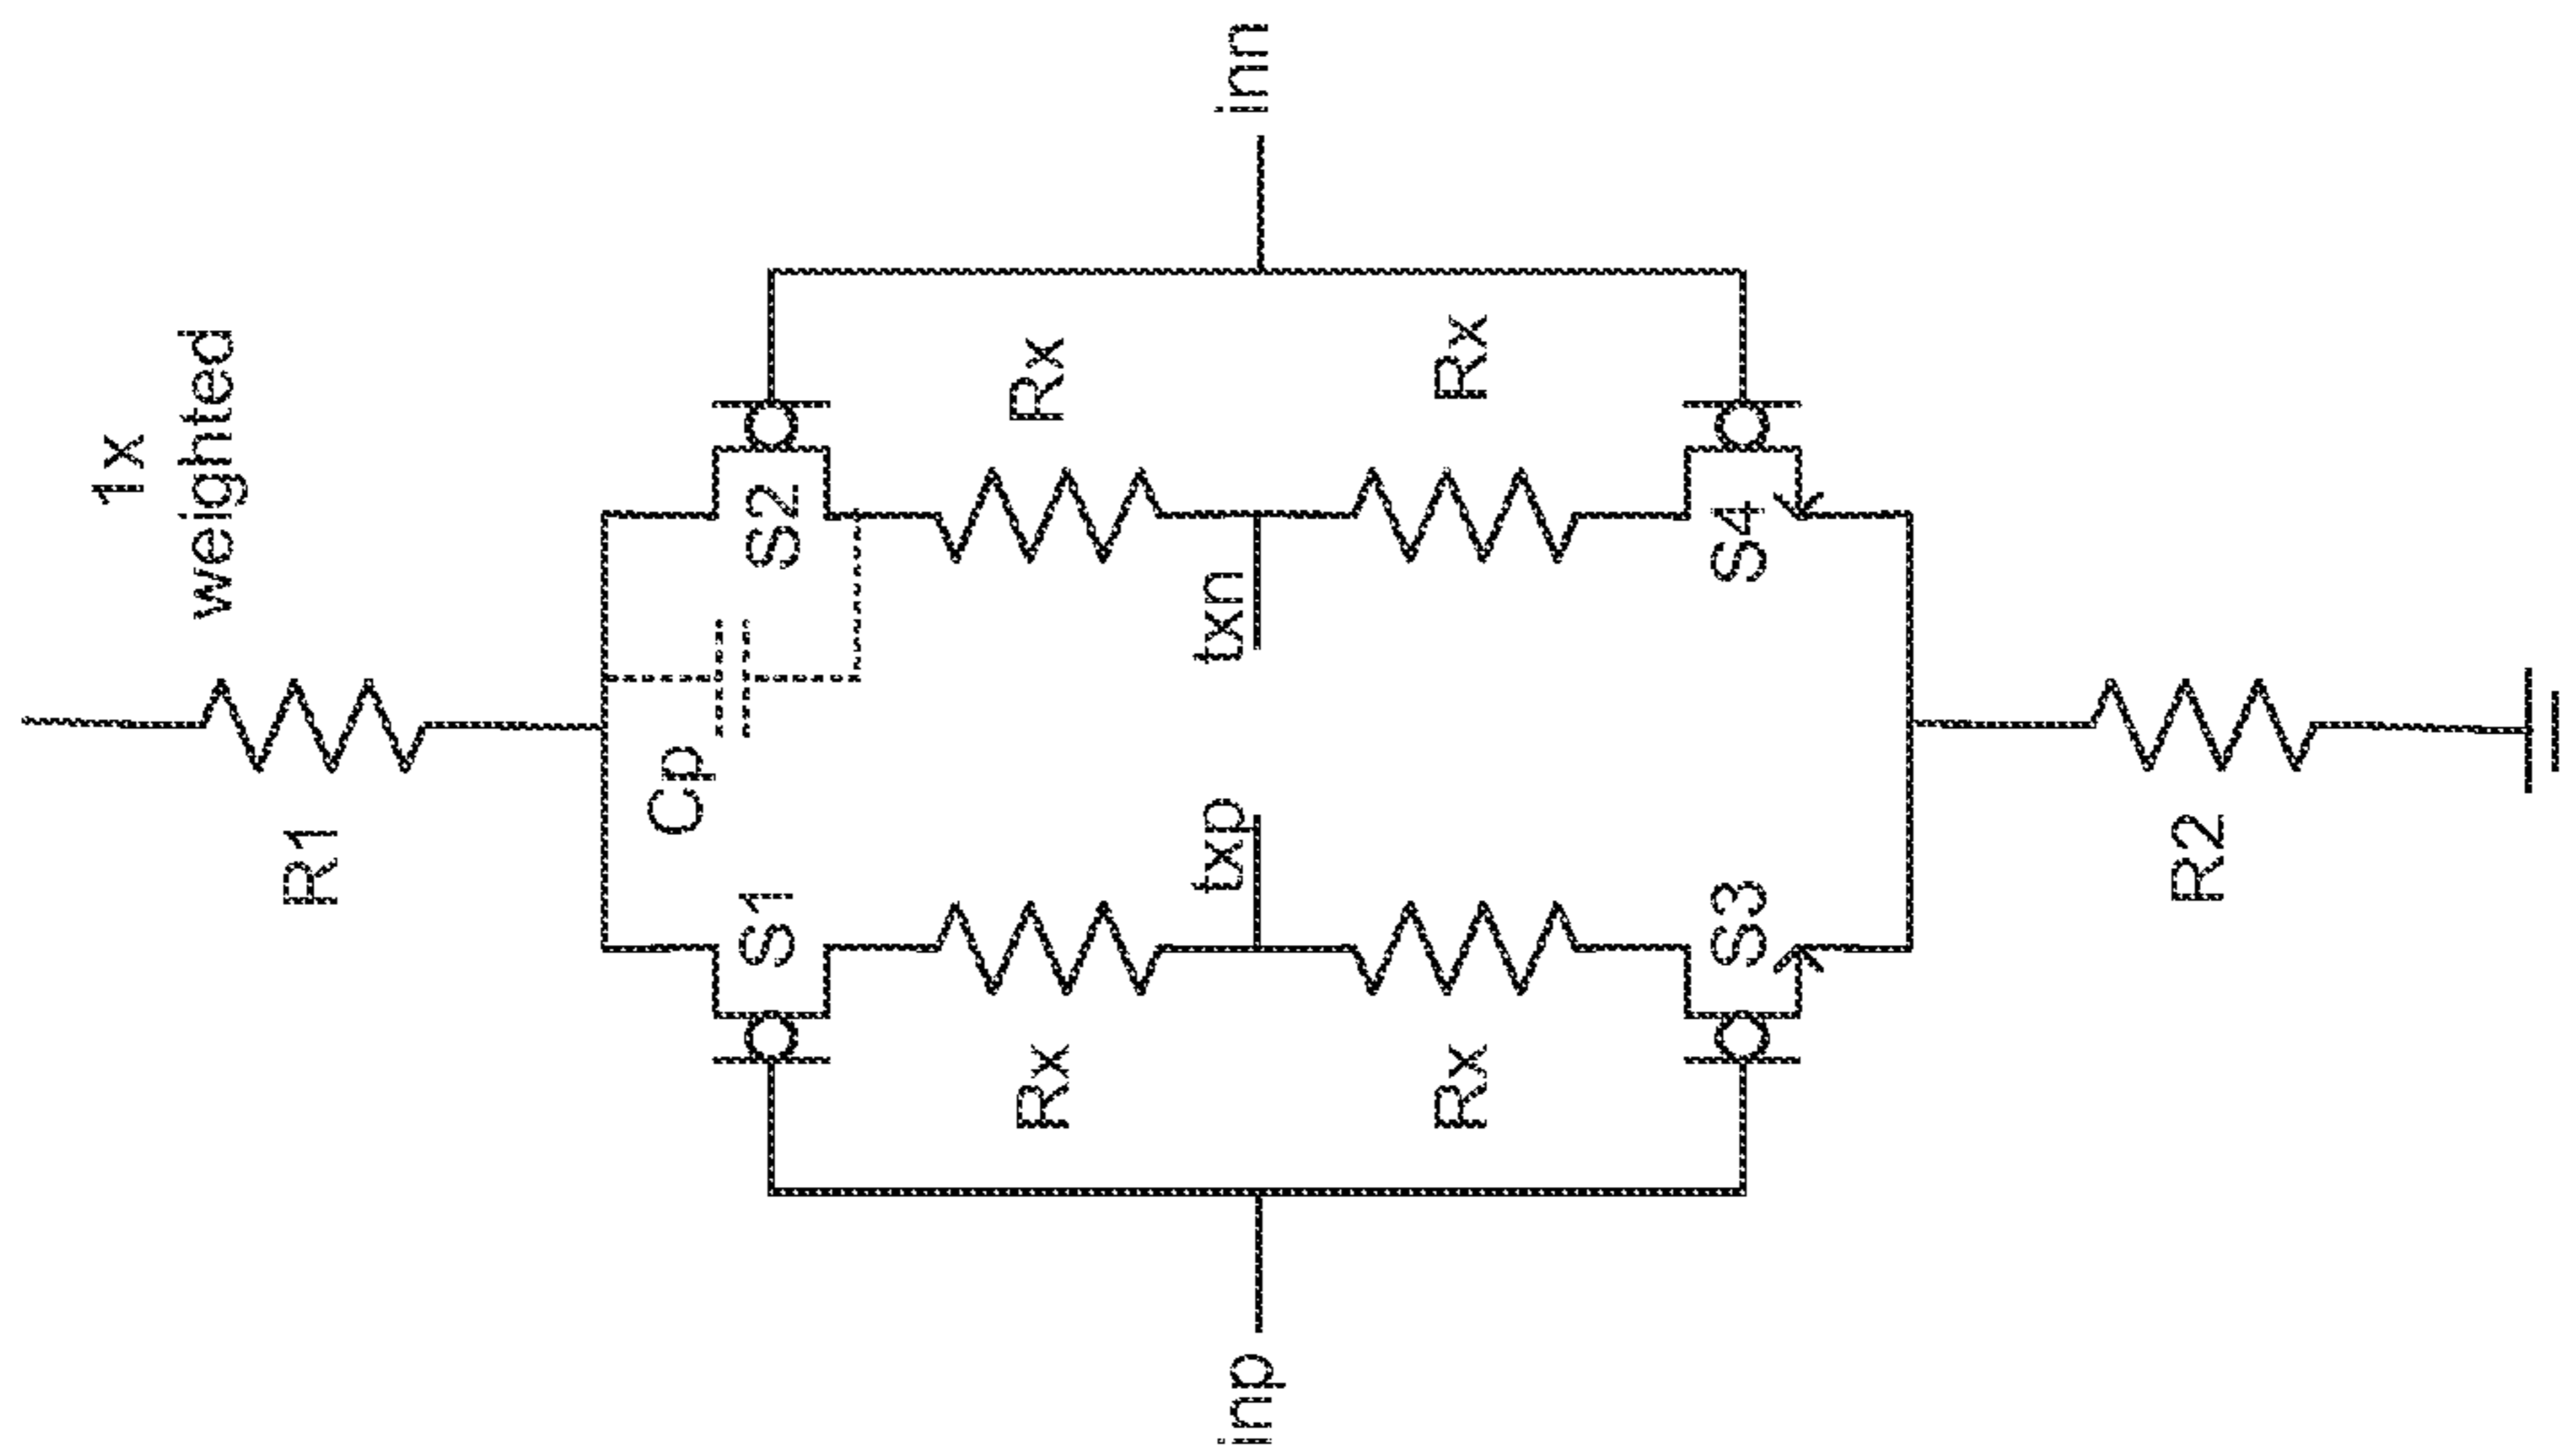 1x
weighted
R1
Cp
S1
S2
Rx
Rx
inp
txp
txn
inn
Rx
Rx
S3
S4
R2